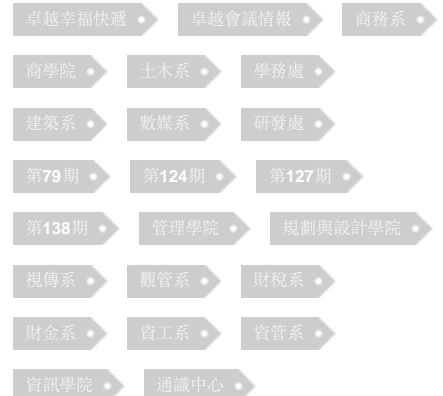 卓越幸福快遞 卓越會議情報 商務系
商學院 土木系 學務處
建築系 數媒系 研發處
第79期 第124期 第127期
第138期 管理學院 規劃與設計學院
視傳系 觀管系 財稅系
財金系 資工系 資管系
資訊學院 通識中心